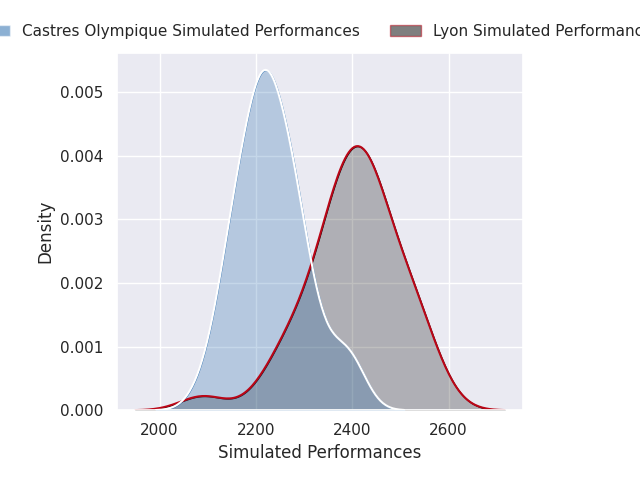 Castres Olympique Simulated Performances
Lyon Simulated
0.005
0.004
0.003
0.002
0.001
0.000
Density
2000 2200 2400 2600
Simulated Performances